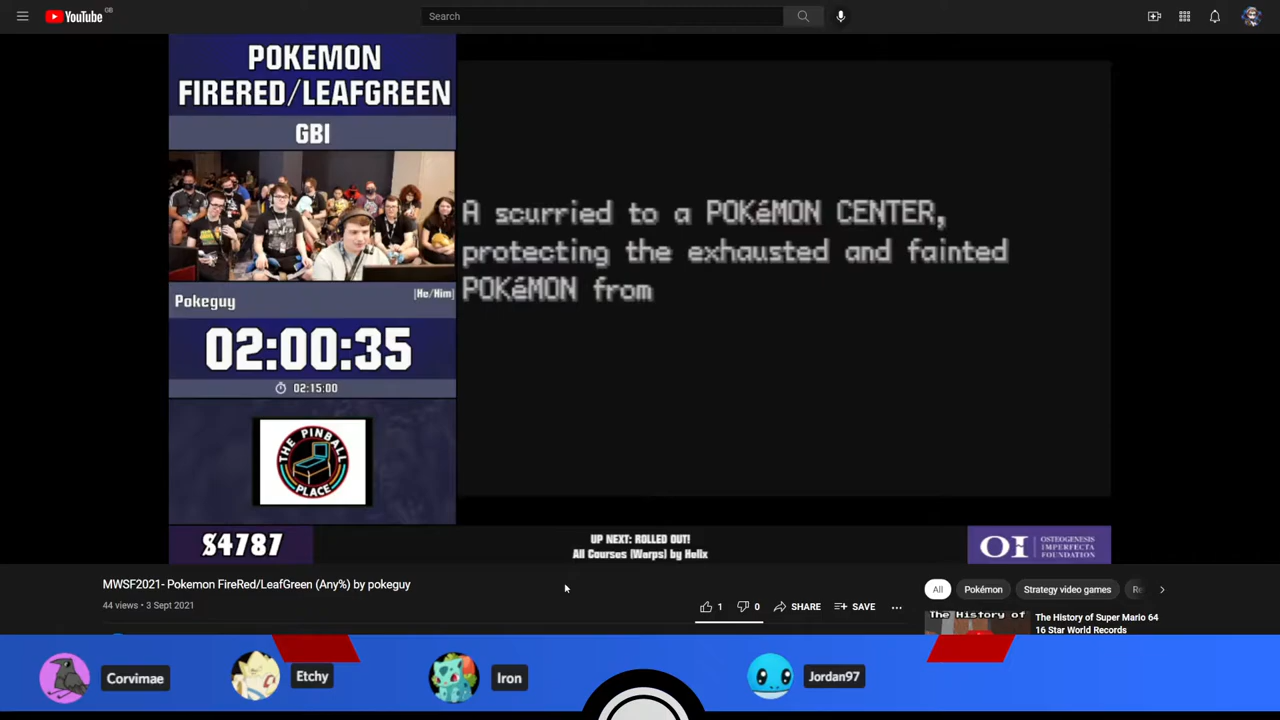 YouTube GB
Search
POKEMON
FIRERED/LEAFGREEN
GBI
Pokeguy
[He/Him]
02:00:35
02:15:00
THE PINBALL
PLACE
A scurried to a POKéMON CENTER,
protecting the exhausted and fainted
POKéMON from
$4787
UP NEXT: ROLLED OUT!
All Courses (Warps) by Helix
OI OSTEOGENESIS
IMPERFECTA
FOUNDATION
MWSF2021- Pokemon FireRed/LeafGreen (Any%) by pokeguy
44 views • 3 Sept 2021
1
0
SHARE
SAVE
All
Pokémon
Strategy video games
Re
The History of
The HIstory of Super Mario 64
16 Star World Records
Corvimae
Etchy
Iron
Jordan97